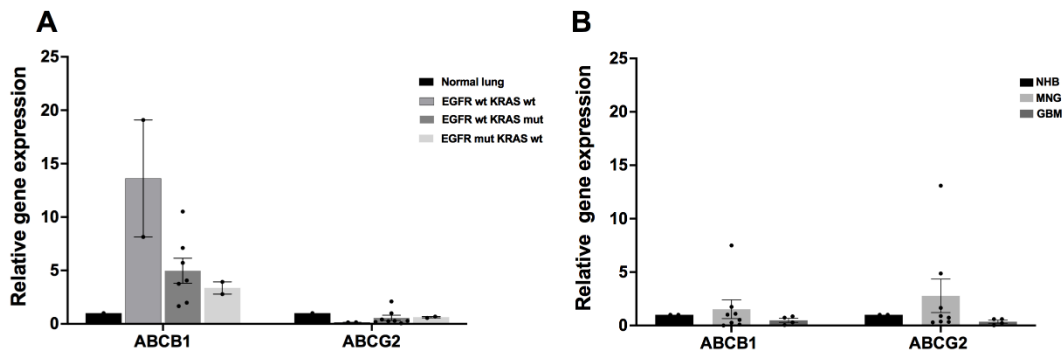 A
Relative gene expression
25
20
15
10
5
0
ABCB1
ABCG2
Normal lung
EGFR wt KRAS wt
EGFR wt KRAS mut
EGFR mut KRAS wt
B
Relative gene expression
25
20
15
10
5
0
ABCB1
ABCG2
NHB
MNG
GBM